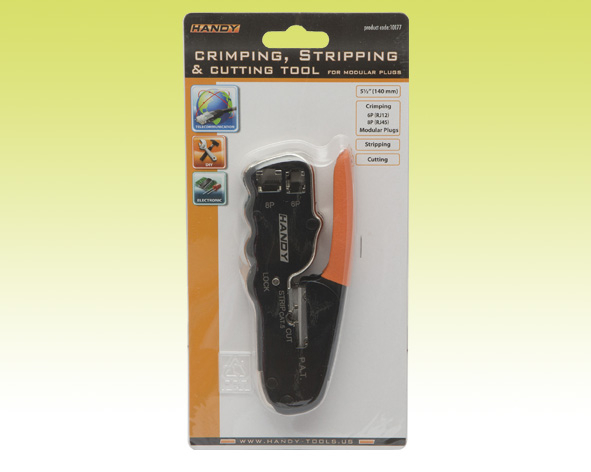 HANDY
product code: 10177
CRIMPING, STRIPPING
& CUTTING TOOL FOR MODULAR PLUGS
5½" (140 mm)
Crimping
6P (RJ12)
8P (RJ45)
Modular Plugs
Stripping
Cutting
TELECOMMUNICATIONS
DIY
ELECTRONIC
8P
6P
HANDY
LOCK
STRIP
CUT
P.A.T.
WWW.HANDY-TOOLS.US